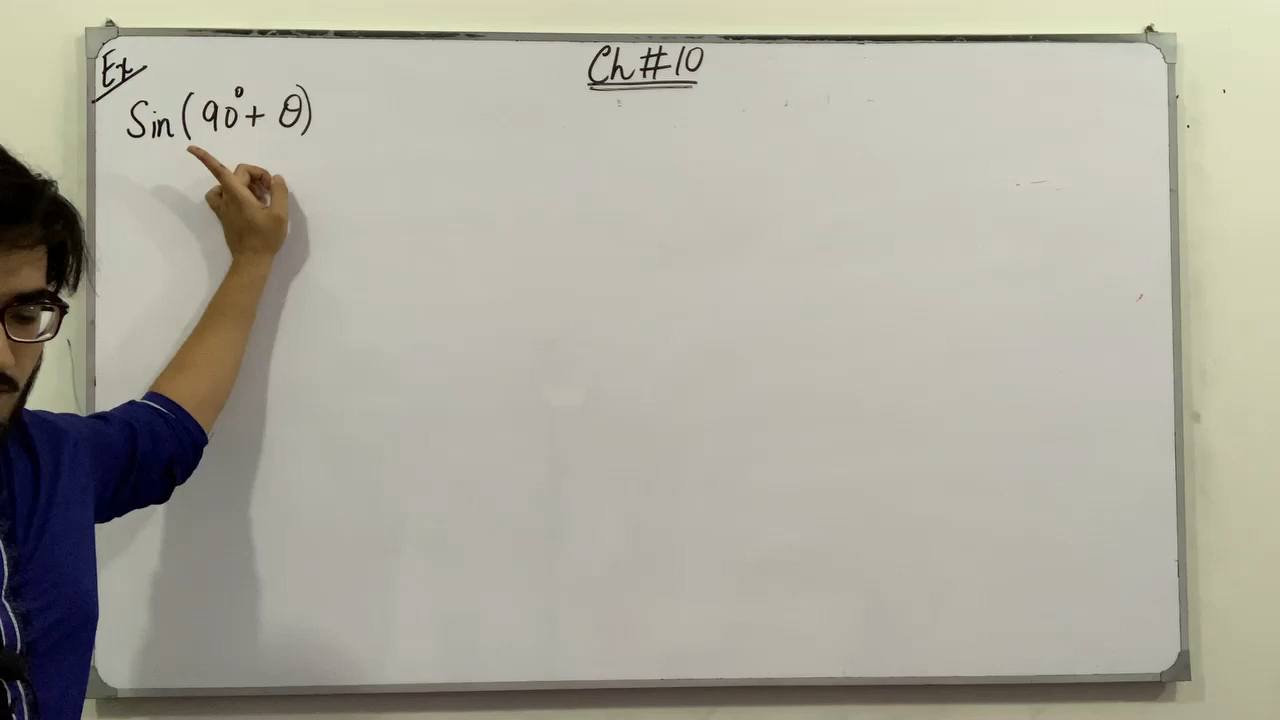 Ch #10
Ex
Sin(90° + θ)